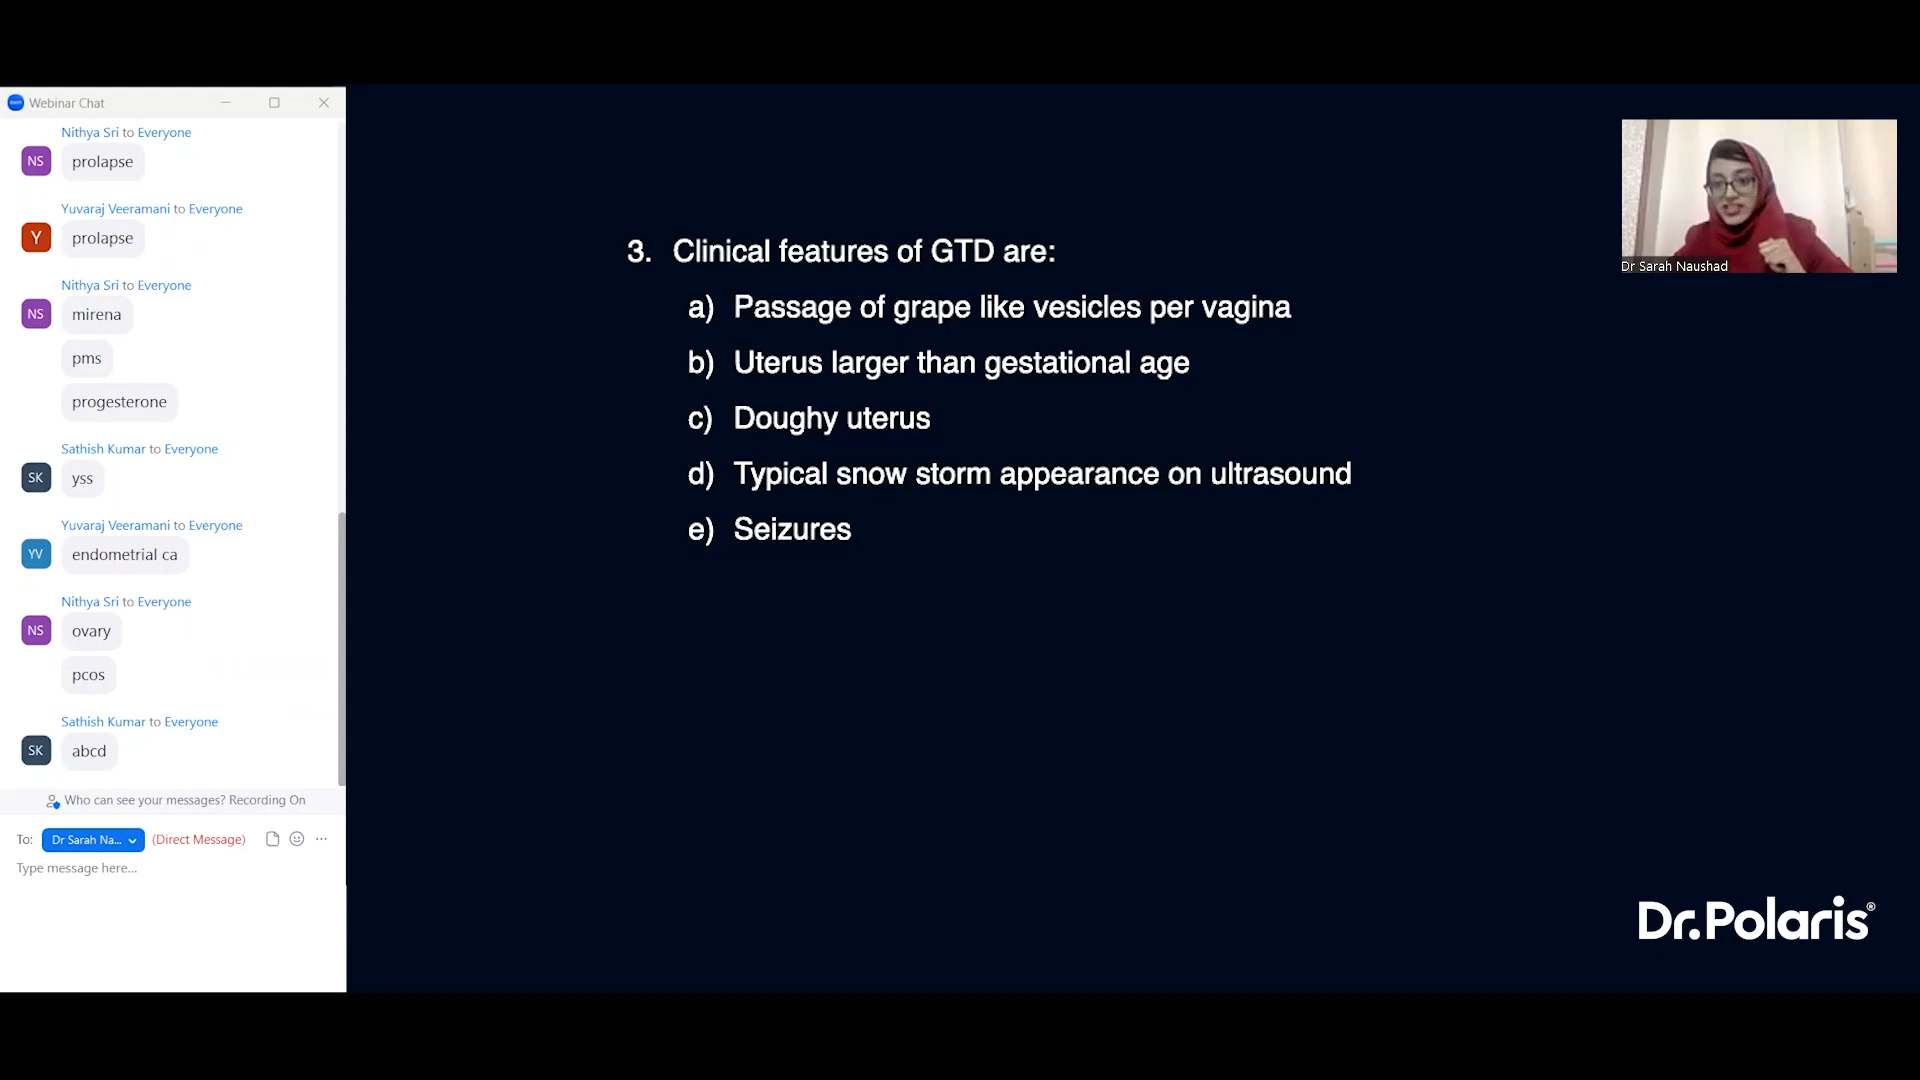 Webinar Chat
Nithya Sri to Everyone
NS
prolapse
Yuvaraj Veeramani to Everyone
Y
prolapse
Nithya Sri to Everyone
NS
mirena
pms
progesterone
Sathish Kumar to Everyone
SK
yss
Yuvaraj Veeramani to Everyone
YV
endometrial ca
Nithya Sri to Everyone
NS
ovary
pcos
Sathish Kumar to Everyone
SK
abcd
Who can see your messages? Recording On
To: Dr Sarah Na... (Direct Message)
Type message here...
3. Clinical features of GTD are:
a) Passage of grape like vesicles per vagina
b) Uterus larger than gestational age
c) Doughy uterus
d) Typical snow storm appearance on ultrasound
e) Seizures
Dr Sarah Naushad
Dr.Polaris®